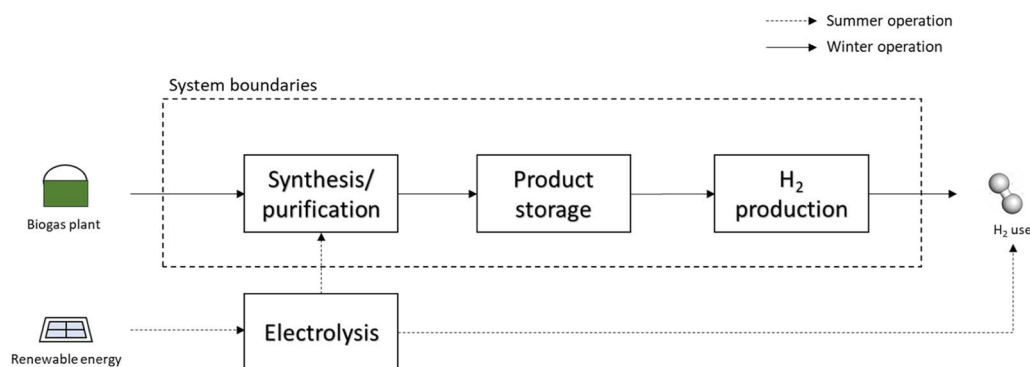 Summer operation
Winter operation
System boundaries
Synthesis/
purification
Product
storage
H₂
production
Biogas plant
H₂ use
Electrolysis
Renewable energy